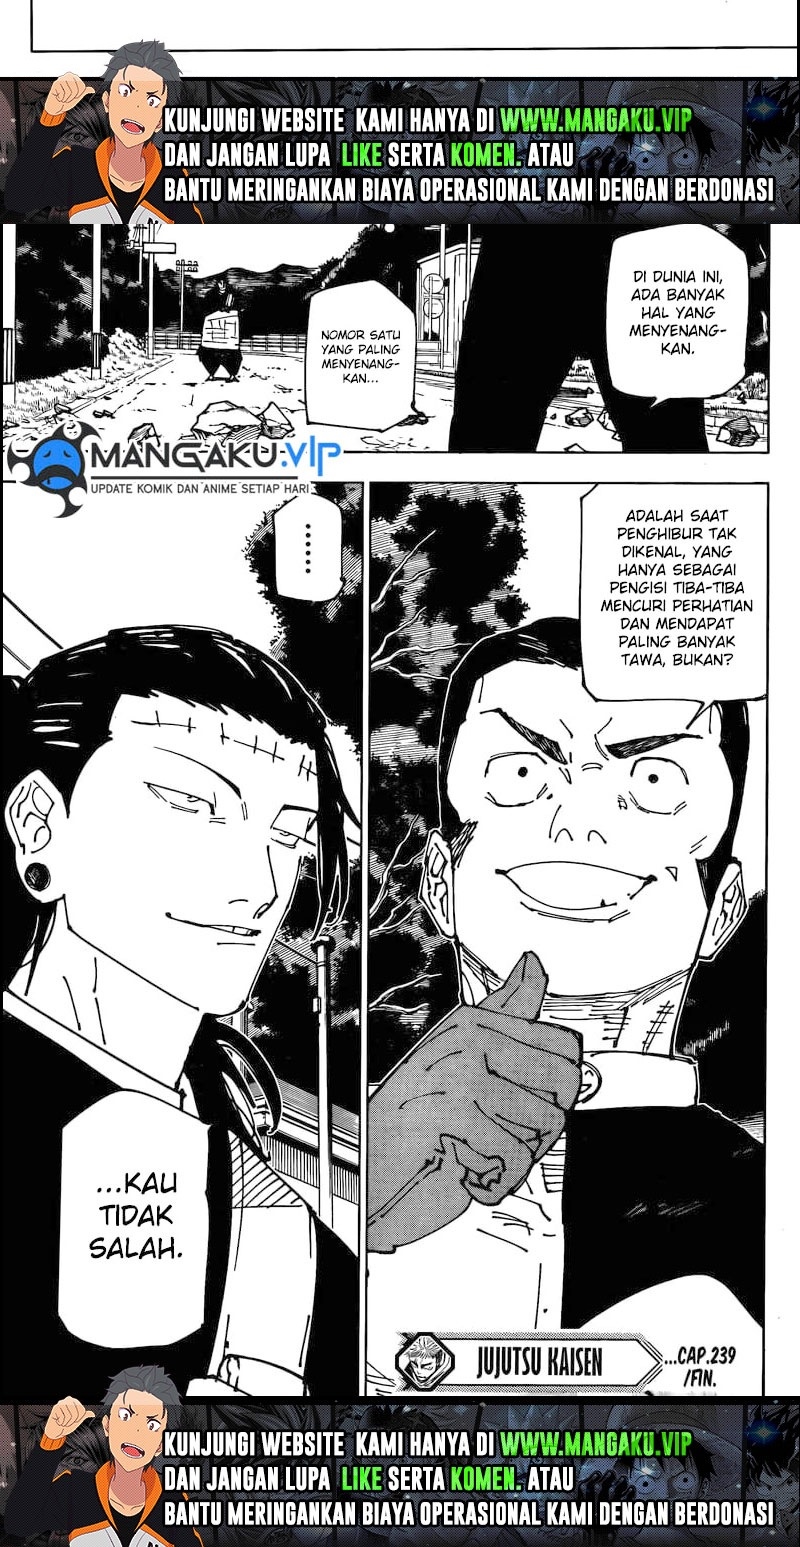 KUNJUNGI WEBSITE KAMI HANYA DI WWW.MANGAKU.VIP
DAN JANGAN LUPA LIKE SERTA KOMEN. ATAU
BANTU MERINGANKAN BIAYA OPERASIONAL KAMI DENGAN BERDONASI
DI DUNIA INI,
ADA BANYAK
HAL YANG
MENYENANG-
KAN.
NOMOR SATU
YANG PALING
MENYENANG-
KAN...
MANGAKU.VIP
UPDATE KOMIK DAN ANIME SETIAP HARI
ADALAH SAAT
PENGHIBUR TAK
DIKENAL, YANG
HANYA SEBAGAI
PENGISI TIBA-TIBA
MENCURI PERHATIAN
DAN MENDAPAT
PALING BANYAK
TAWA, BUKAN?
......
...KAU
TIDAK
SALAH.
JUJUTSU KAISEN
...CAP.239
/FIN.
KUNJUNGI WEBSITE KAMI HANYA DI WWW.MANGAKU.VIP
DAN JANGAN LUPA LIKE SERTA KOMEN. ATAU
BANTU MERINGANKAN BIAYA OPERASIONAL KAMI DENGAN BERDONASI